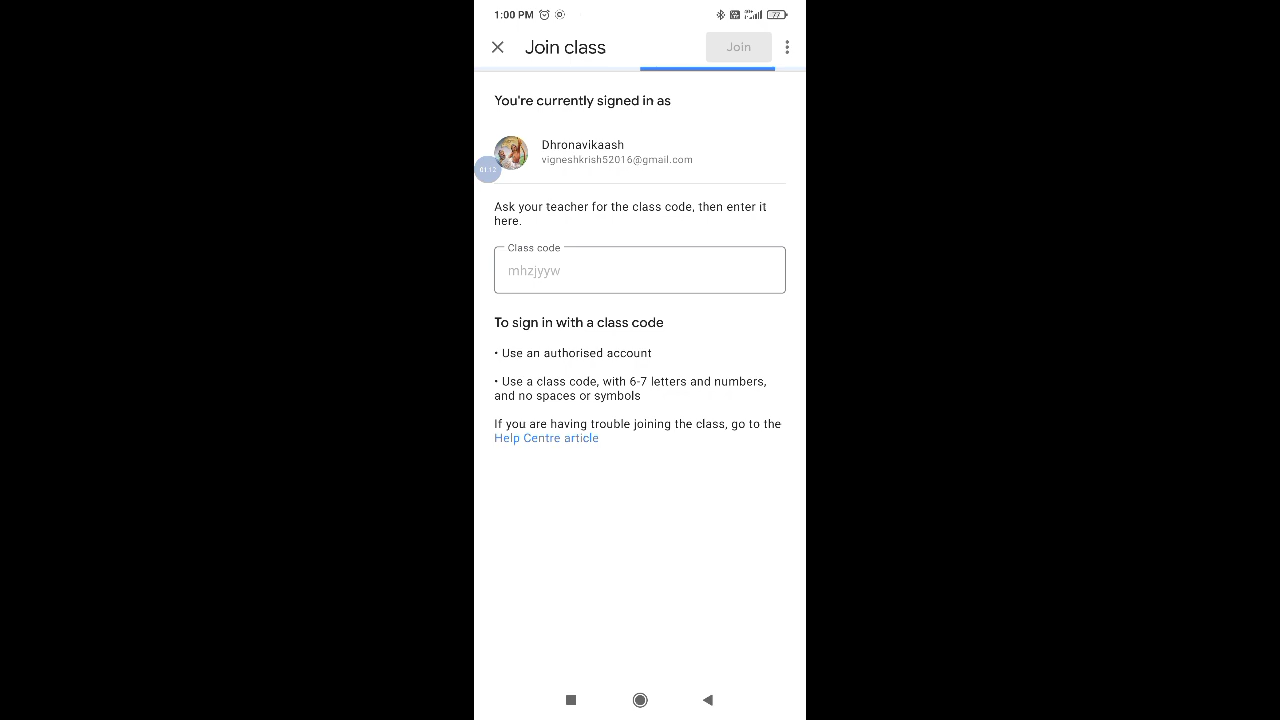 1:00 PM
77
Join class
Join
You're currently signed in as
Dhronavikaash
vigneshkrish52016@gmail.com
01:12
Ask your teacher for the class code, then enter it
here.
Class code
mhzjyyw
To sign in with a class code
• Use an authorised account
• Use a class code, with 6-7 letters and numbers,
and no spaces or symbols
If you are having trouble joining the class, go to the
Help Centre article